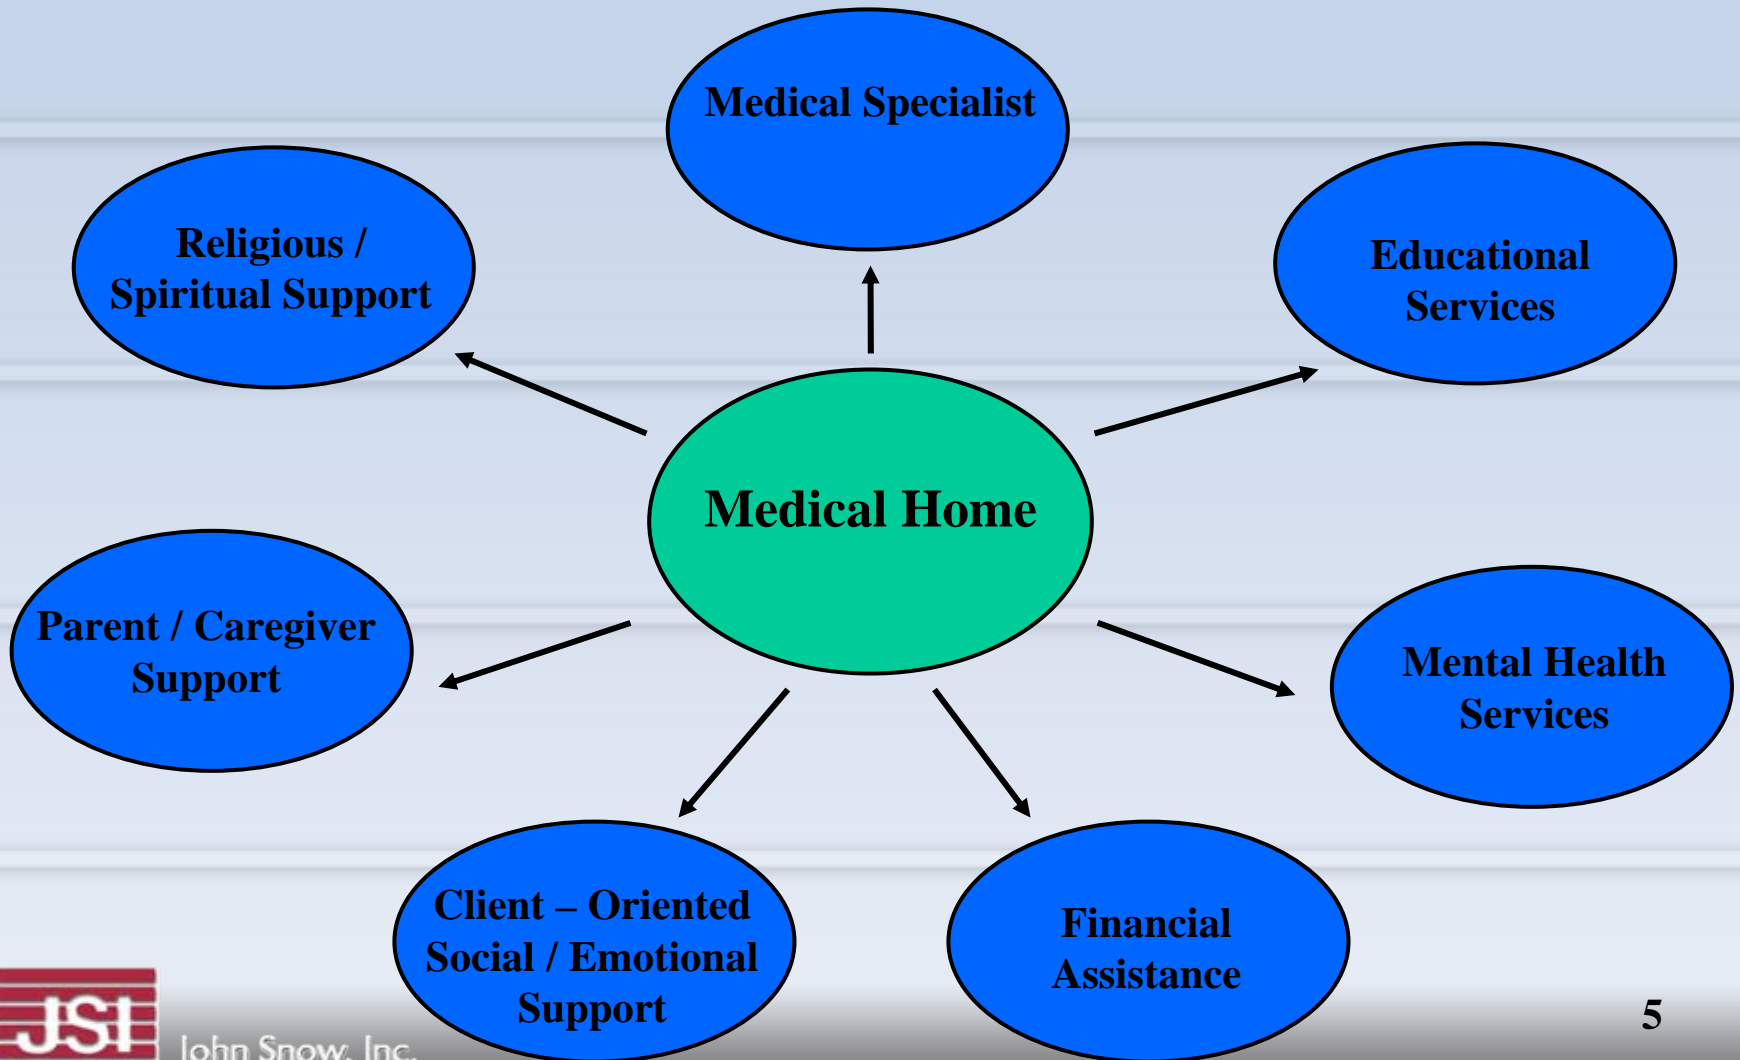 Medical Specialist
Religious /
Spiritual Support
Educational
Services
Medical Home
Parent / Caregiver
Support
Mental Health
Services
Client – Oriented
Social / Emotional
Support
Financial
Assistance
JSI
John Snow, Inc.
5